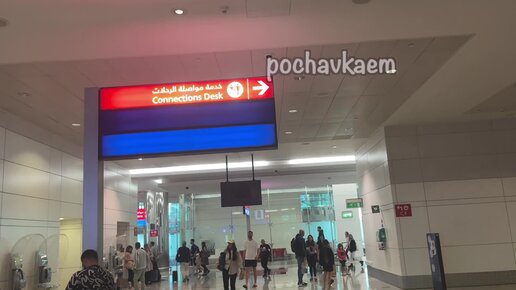 pochavkaem
خدمة مواصلة الرحلات
Connections Desk